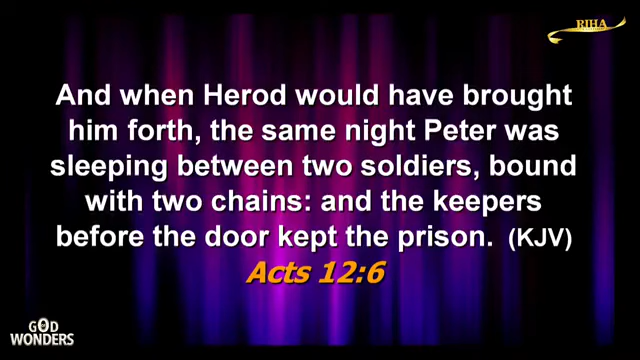 RIHA
And when Herod would have brought
him forth, the same night Peter was
sleeping between two soldiers, bound
with two chains: and the keepers
before the door kept the prison. (KJV)
Acts 12:6
GOD
WONDERS